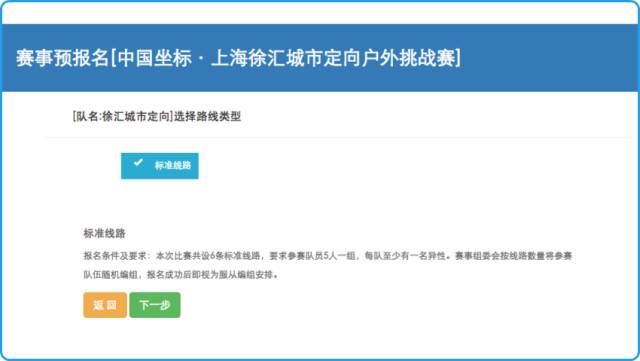 赛事预报名[中国坐标·上海徐汇城市定向户外挑战赛]
[队名:徐汇城市定向]选择路线类型
标准线路
标准线路
报名条件及要求：本次比赛共设6条标准线路，要求参赛队员5人一组，每队至少有一名异性。赛事组委会按线路数量将参赛
队伍随机编组，报名成功后即视为服从编组安排。
返回 下一步